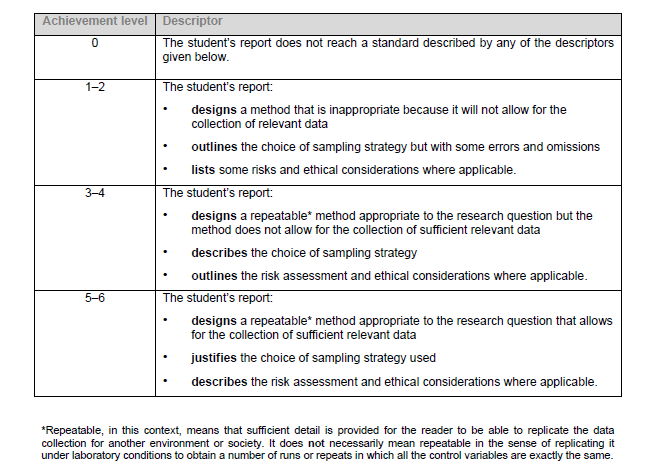 Achievement level Descriptor
0 The student's report does not reach a standard described by any of the descriptors
given below.
1–2 The student's report:
• designs a method that is inappropriate because it will not allow for the
collection of relevant data
• outlines the choice of sampling strategy but with some errors and omissions
• lists some risks and ethical considerations where applicable.
3–4 The student's report:
• designs a repeatable* method appropriate to the research question but the
method does not allow for the collection of sufficient relevant data
• describes the choice of sampling strategy
• outlines the risk assessment and ethical considerations where applicable.
5–6 The student's report:
• designs a repeatable* method appropriate to the research question that allows
for the collection of sufficient relevant data
• justifies the choice of sampling strategy used
• describes the risk assessment and ethical considerations where applicable.
*Repeatable, in this context, means that sufficient detail is provided for the reader to be able to replicate the data
collection for another environment or society. It does not necessarily mean repeatable in the sense of replicating it
under laboratory conditions to obtain a number of runs or repeats in which all the control variables are exactly the same.